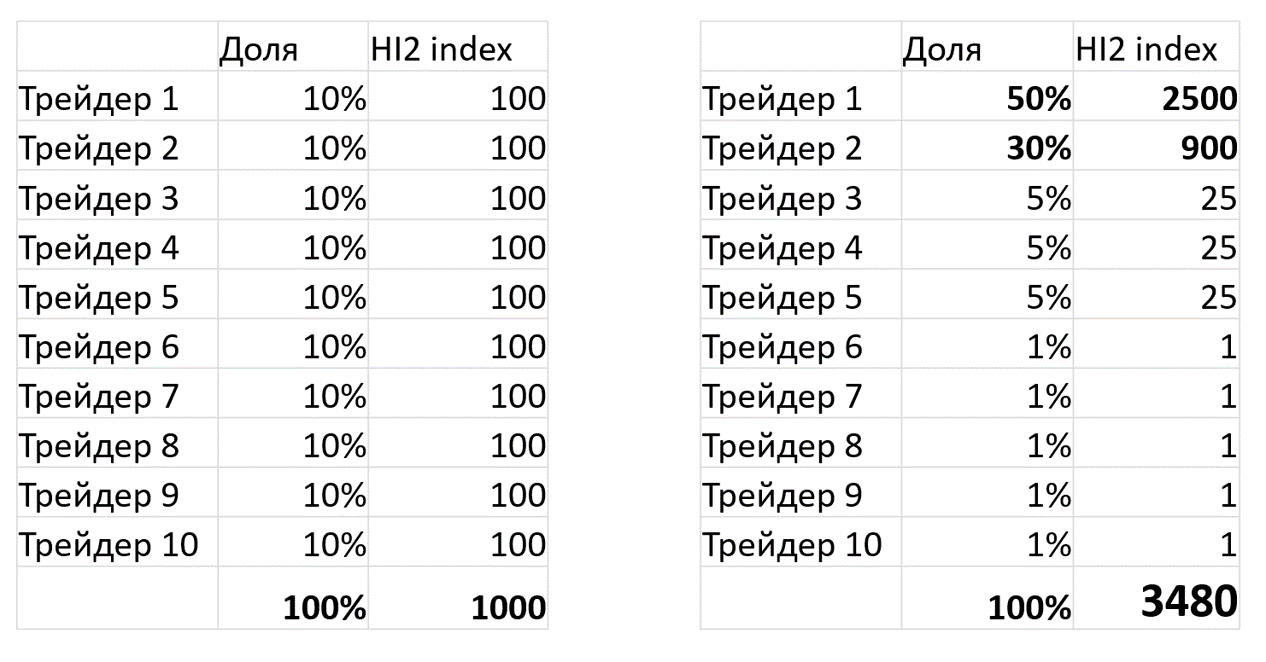 Доля HI2 index
Трейдер 1 10% 100
Трейдер 2 10% 100
Трейдер 3 10% 100
Трейдер 4 10% 100
Трейдер 5 10% 100
Трейдер 6 10% 100
Трейдер 7 10% 100
Трейдер 8 10% 100
Трейдер 9 10% 100
Трейдер 10 10% 100
100% 1000
Доля HI2 index
Трейдер 1 50% 2500
Трейдер 2 30% 900
Трейдер 3 5% 25
Трейдер 4 5% 25
Трейдер 5 5% 25
Трейдер 6 1% 1
Трейдер 7 1% 1
Трейдер 8 1% 1
Трейдер 9 1% 1
Трейдер 10 1% 1
100% 3480